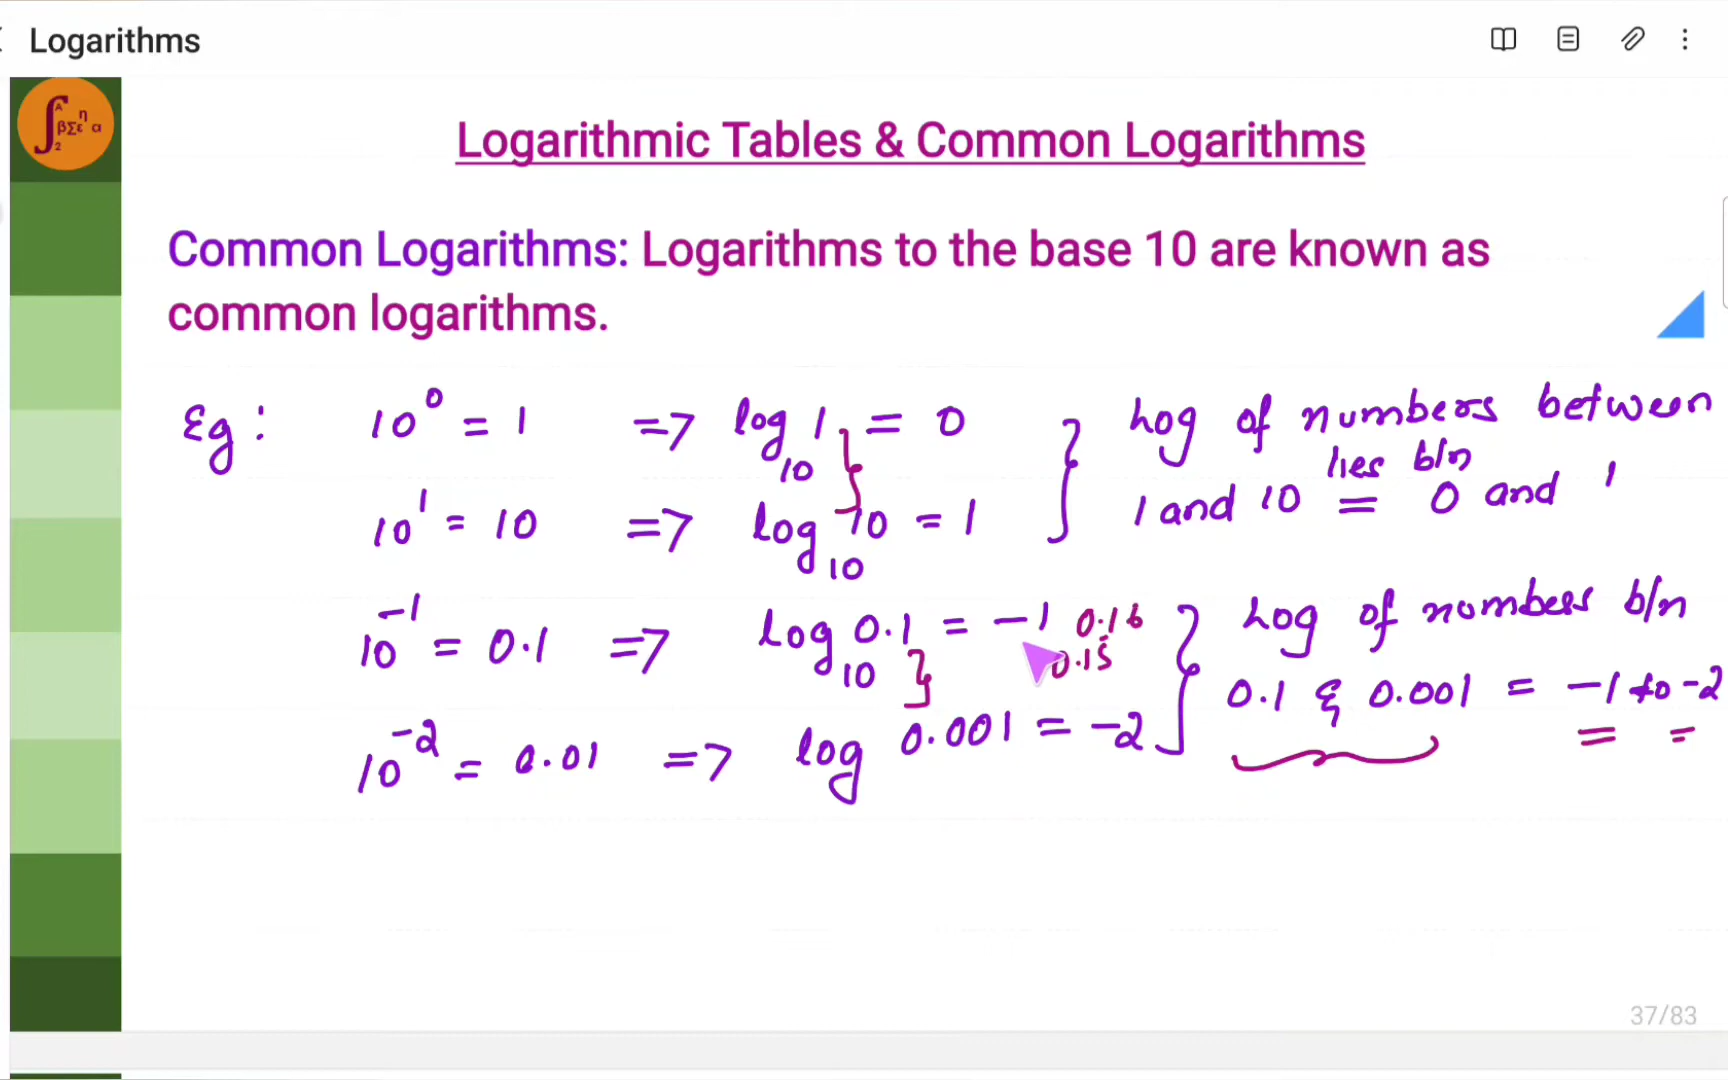 Logarithms
Logarithmic Tables & Common Logarithms
Common Logarithms: Logarithms to the base 10 are known as
common logarithms.
Eg: 10^0 = 1 => log_10 1 = 0
10^1 = 10 => log_10 10 = 1
Log of numbers between
1 and 10 lies b/n = 0 and 1
10^-1 = 0.1 => log_10 0.1 = -1
0.16
0.15
10^-2 = 0.01 => log 0.001 = -2
Log of numbers b/n
0.1 & 0.001 = -1 to -2
37/83